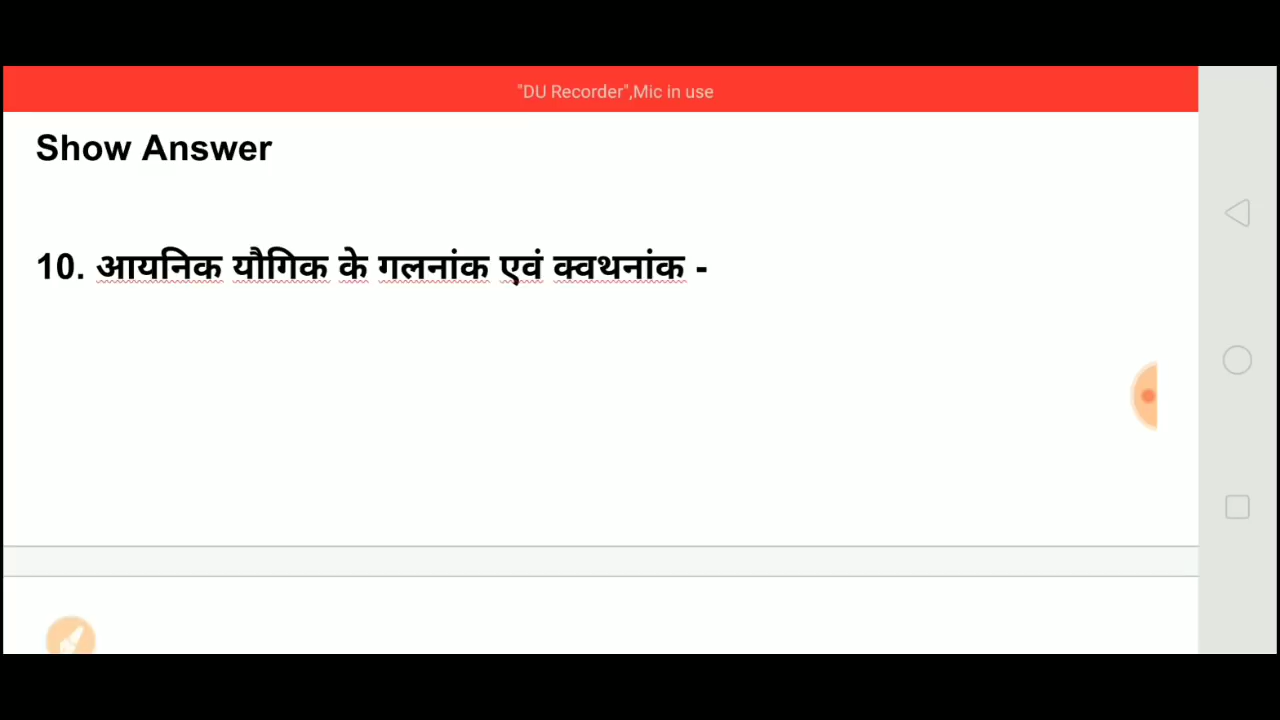 "DU Recorder",Mic in use
Show Answer
10. आयनिक यौगिक के गलनांक एवं क्वथनांक -